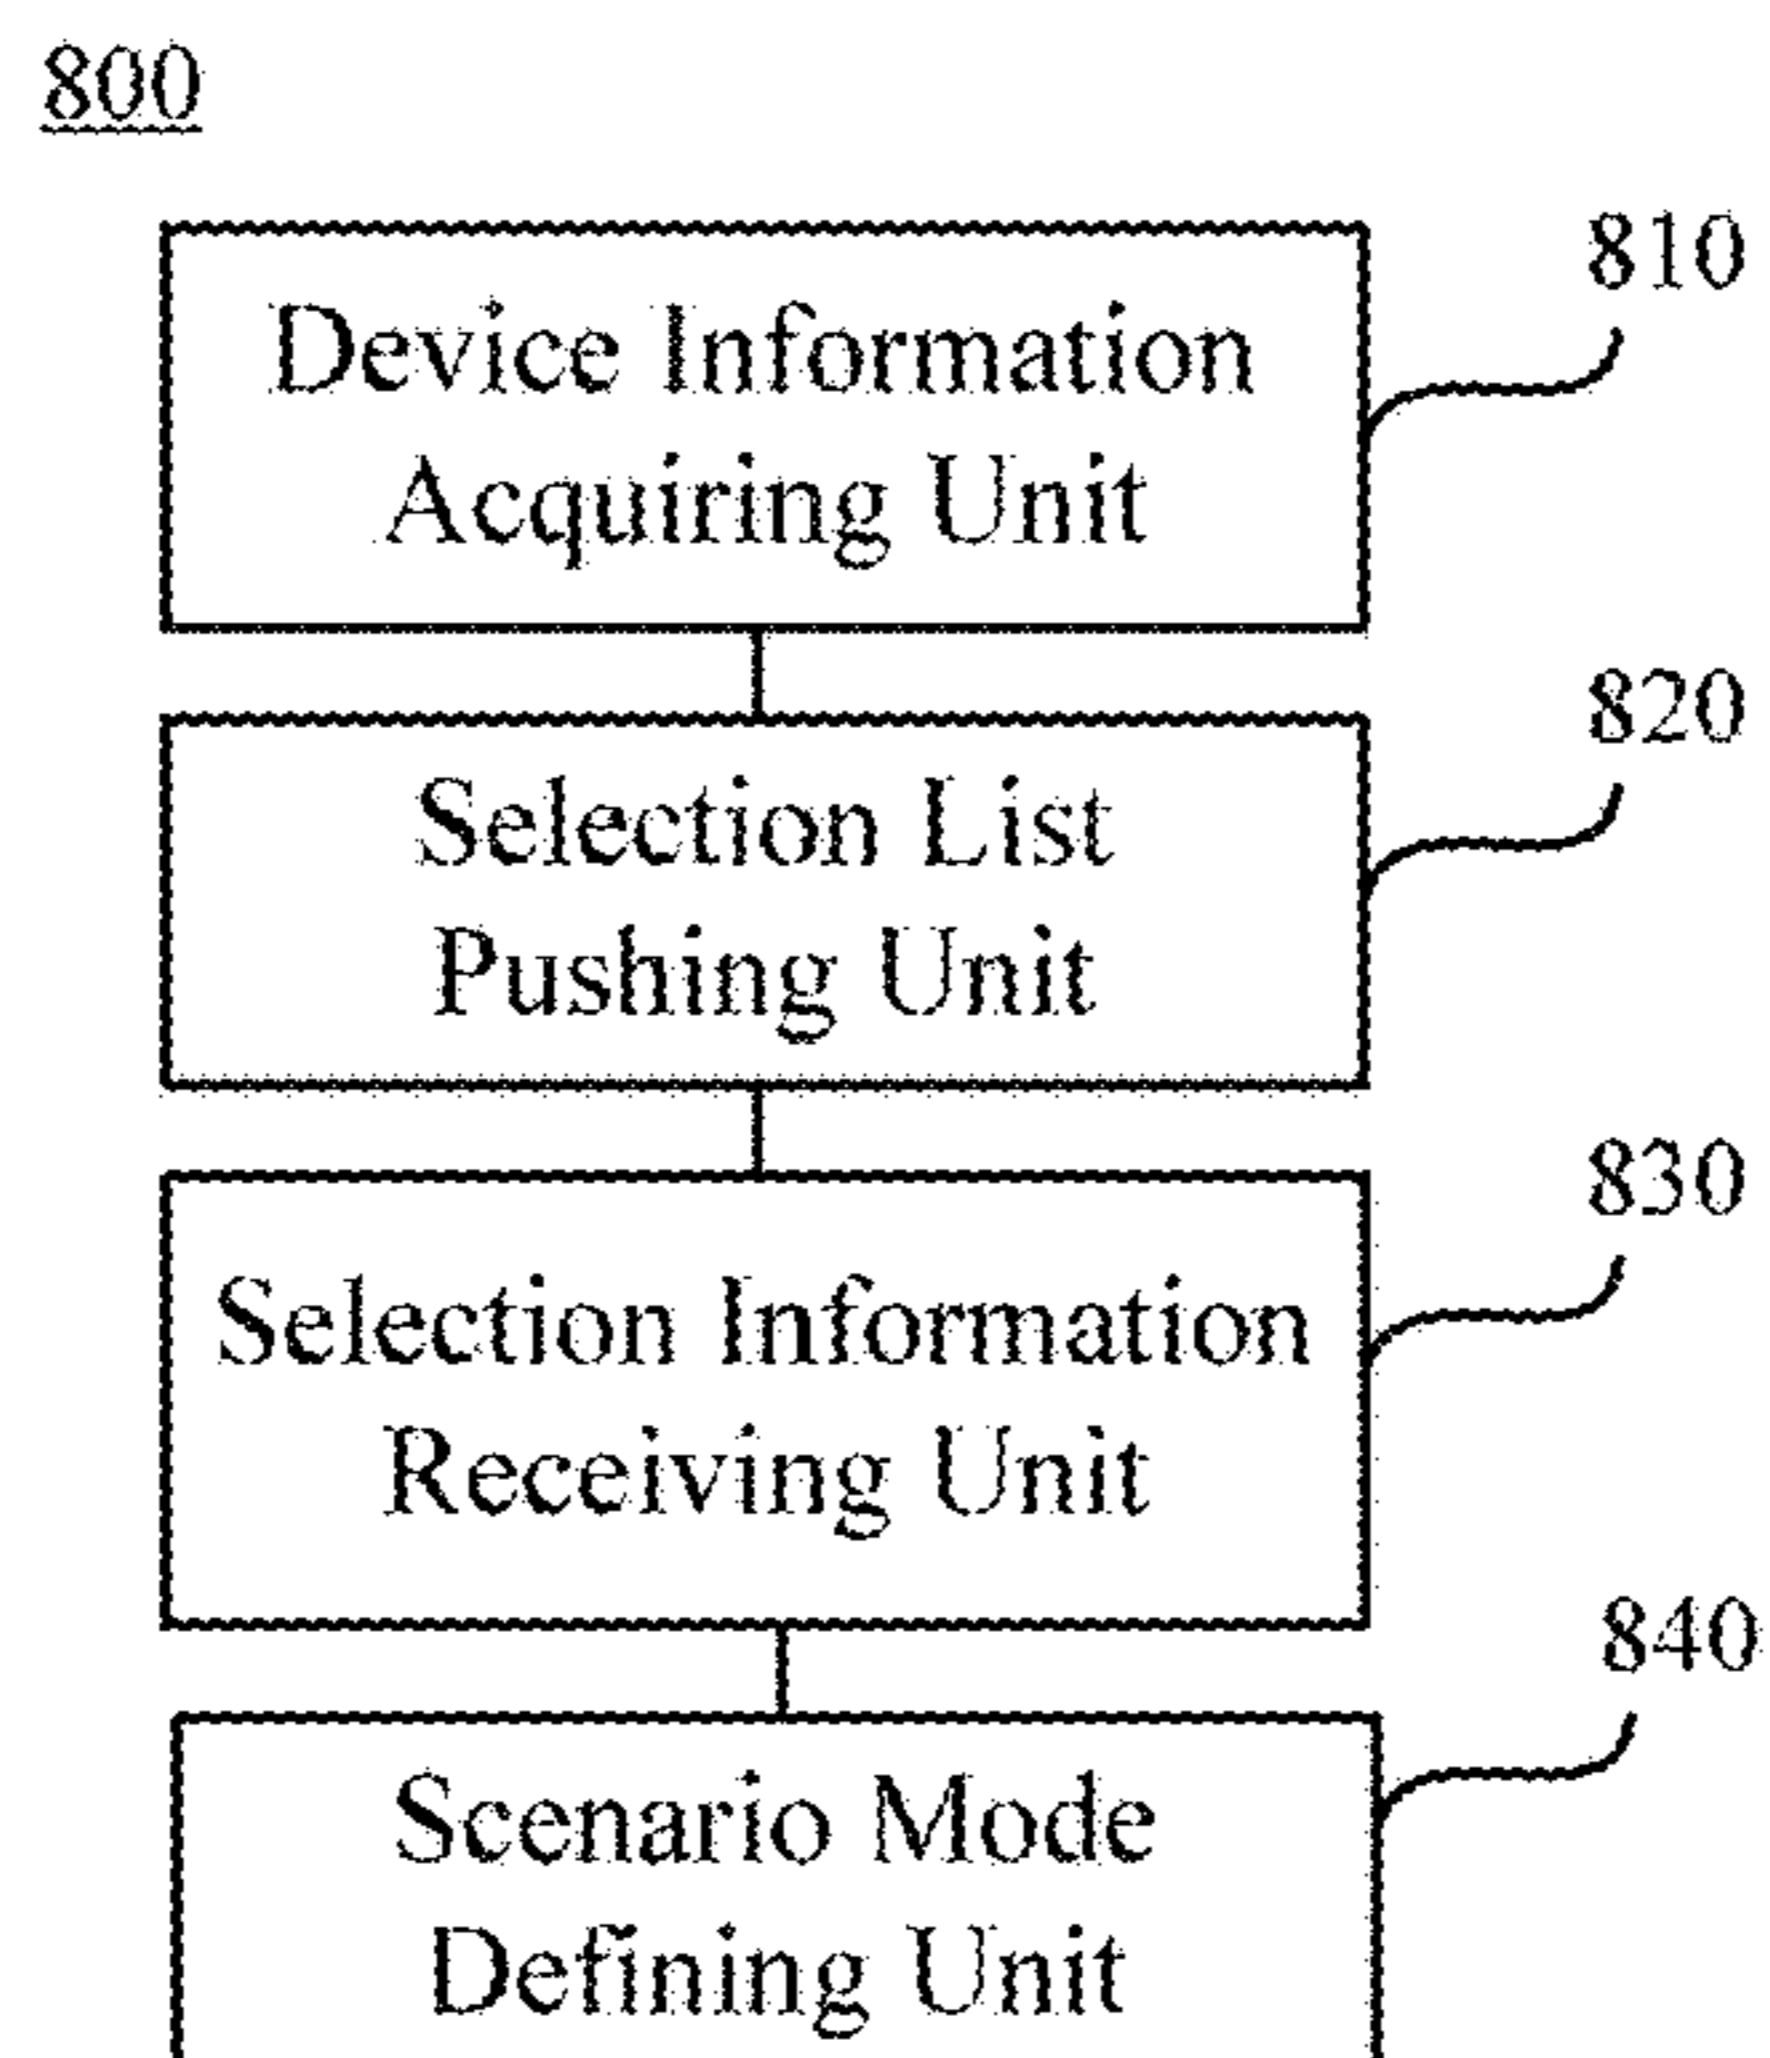 800
810
Device Information
Acquiring Unit
820
Selection List
Pushing Unit
830
Selection Information
Receiving Unit
840
Scenario Mode
Defining Unit